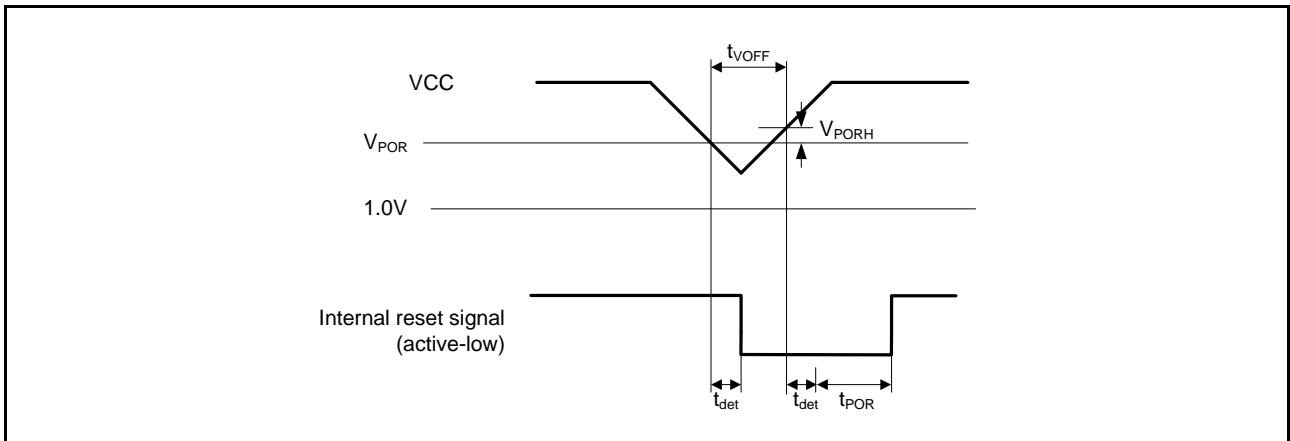 tVOFF
VCC
VPORH
VPOR
1.0V
Internal reset signal
(active-low)
tdet
tdet
tPOR